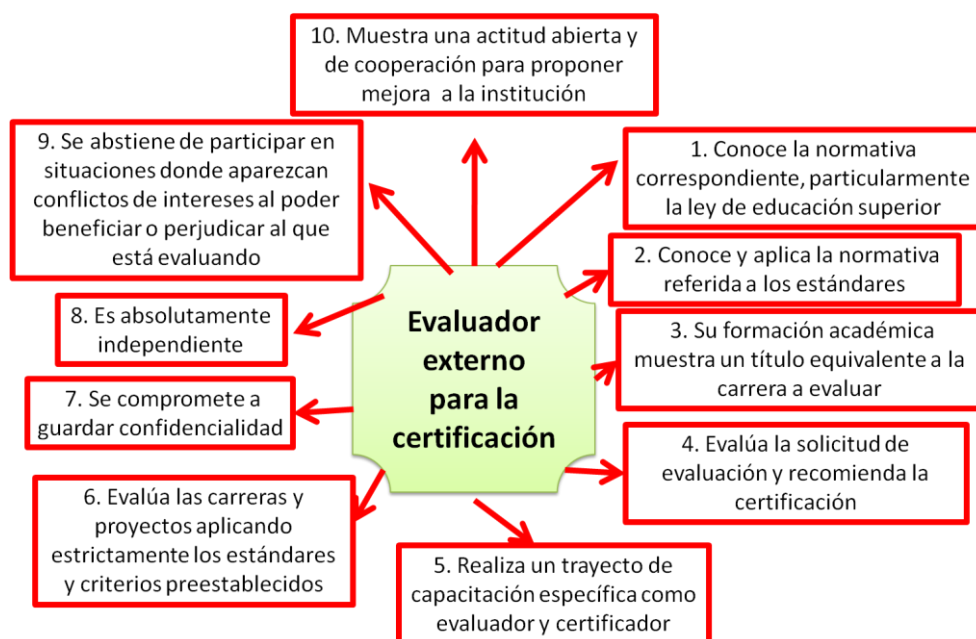 10. Muestra una actitud abierta y
de cooperación para proponer
mejora a la institución
9. Se abstiene de participar en
situaciones donde aparezcan
conflictos de intereses al poder
beneficiar o perjudicar al que
está evaluando
1. Conoce la normativa
correspondiente, particularmente
la ley de educación superior
2. Conoce y aplica la normativa
referida a los estándares
8. Es absolutamente
independiente
Evaluador
externo
para la
certificación
3. Su formación académica
muestra un título equivalente a la
carrera a evaluar
7. Se compromete a
guardar confidencialidad
4. Evalúa la solicitud de
evaluación y recomienda la
certificación
6. Evalúa las carreras y
proyectos aplicando
estrictamente los estándares
y criterios preestablecidos
5. Realiza un trayecto de
capacitación específica como
evaluador y certificador